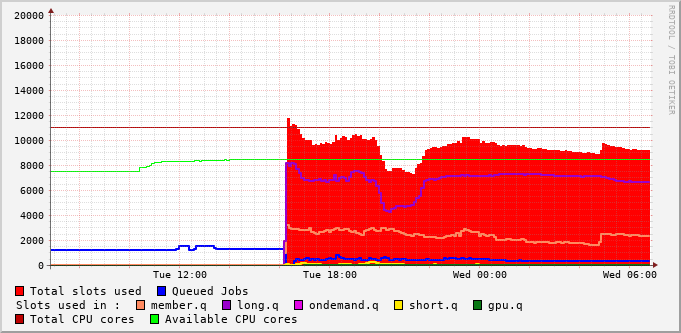 20000
18000
16000
14000
12000
10000
8000
6000
4000
2000
0
Tue 12:00 Tue 18:00 Wed 00:00 Wed 06:00
RRDTOOL / TOBI OETIKER
Total slots used Queued Jobs
Slots used in : member.q long.q ondemand.q short.q gpu.q
Total CPU cores Available CPU cores